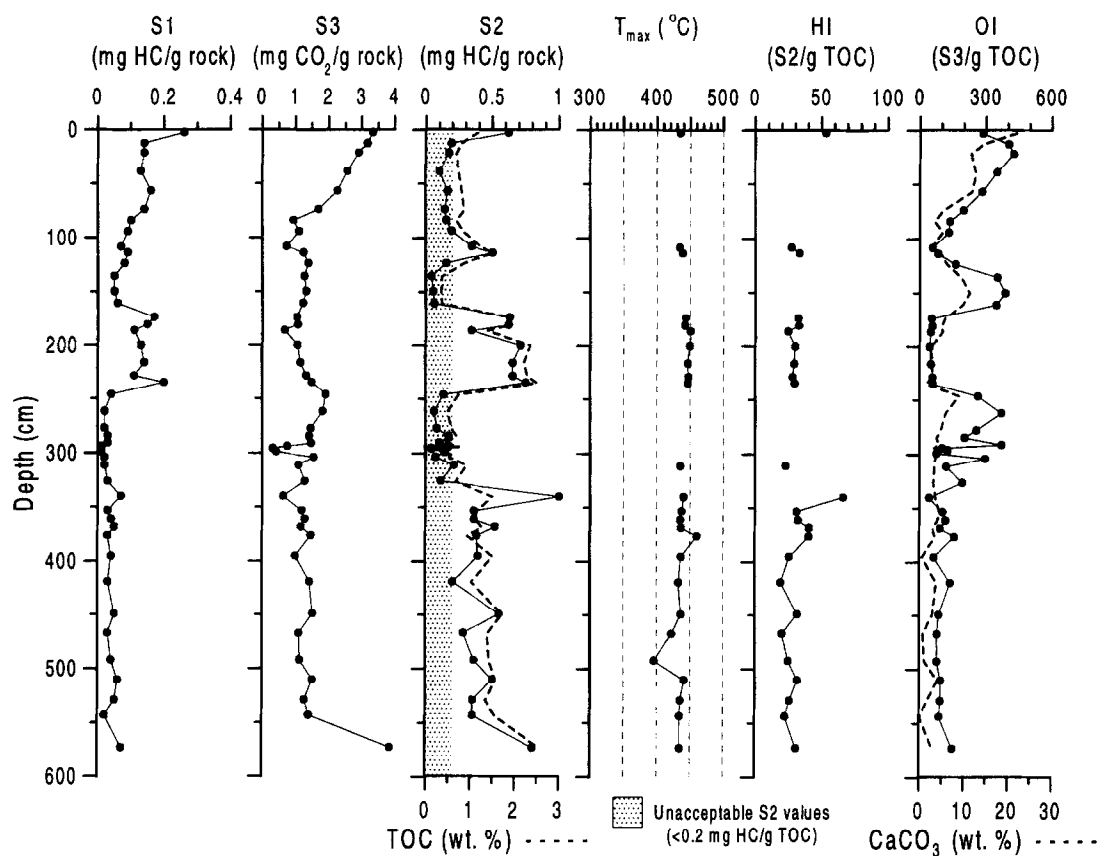 S1 S3 S2 Tmax (°C) HI OI
(mg HC/g rock) (mg CO2/g rock) (mg HC/g rock) (S2/g TOC) (S3/g TOC)
0 0.2 0.4 0 1 2 3 4 0 0.5 1 300 400 500 0 50 100 0 300 600
0
100
200
300
400
500
600
Depth (cm)
0 1 2 3 0 10 20 30
TOC (wt. %) - - - - - -
Unacceptable S2 values
(<0.2 mg HC/g TOC)
CaCO3 (wt. %) - - - - -